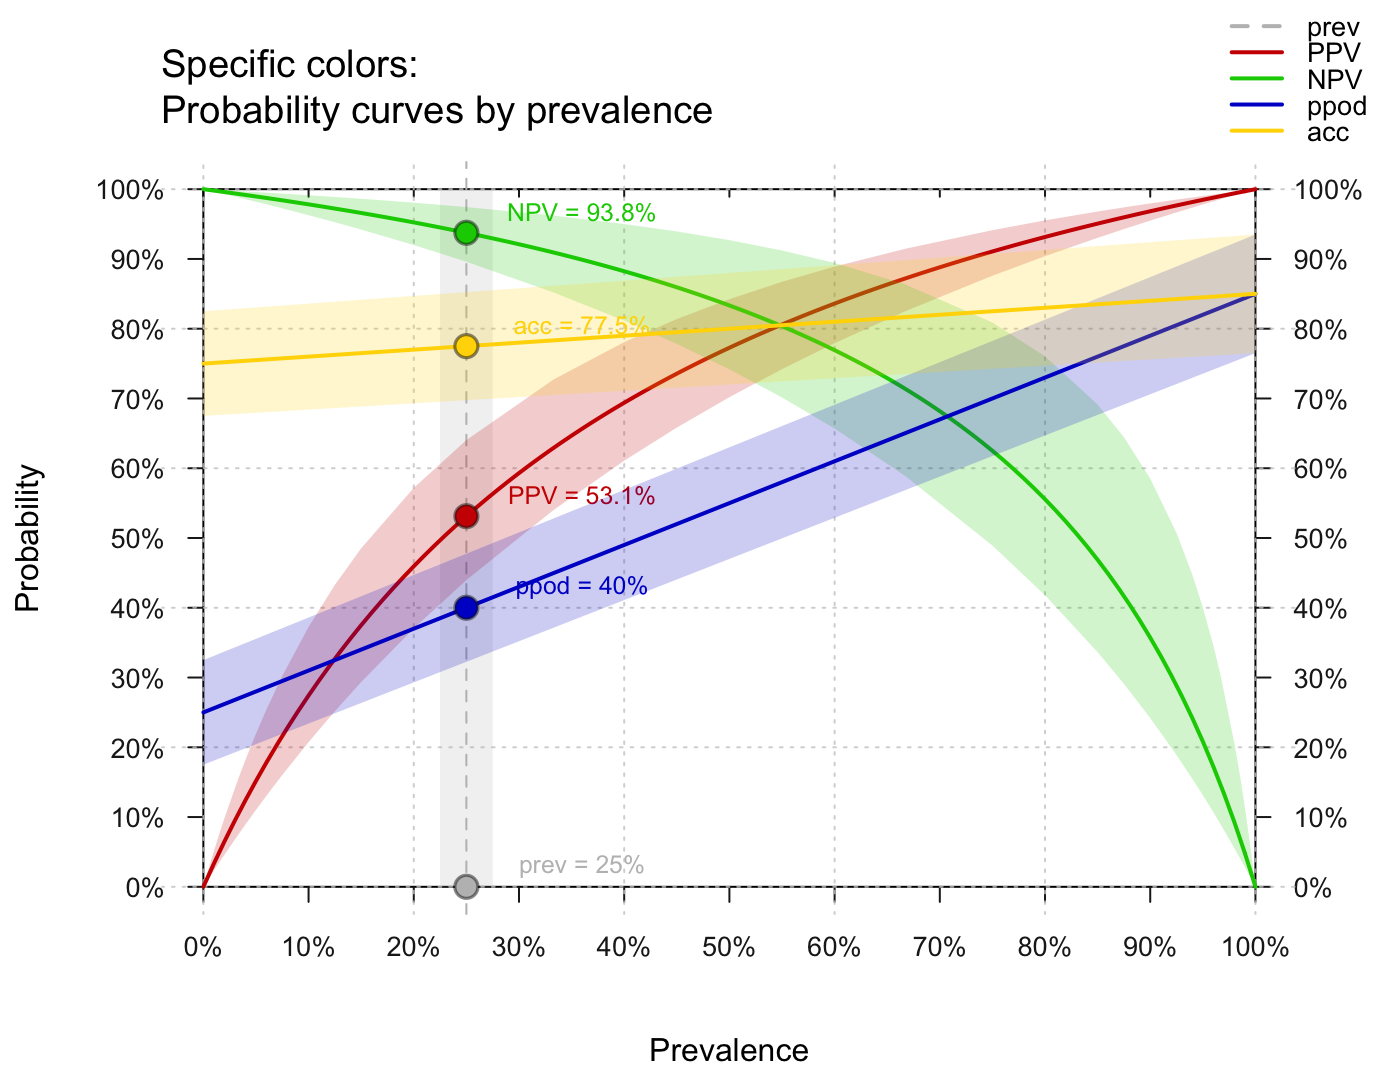 prev
PPV
NPV
ppod
acc
Specific colors:
Probability curves by prevalence
100%
90%
80%
70%
60%
50%
40%
30%
20%
10%
0%
Probability
NPV = 93.8%
acc = 77.5%
PPV = 53.1%
ppod = 40%
prev = 25%
100%
90%
80%
70%
60%
50%
40%
30%
20%
10%
0%
0% 10% 20% 30% 40% 50% 60% 70% 80% 90% 100%
Prevalence